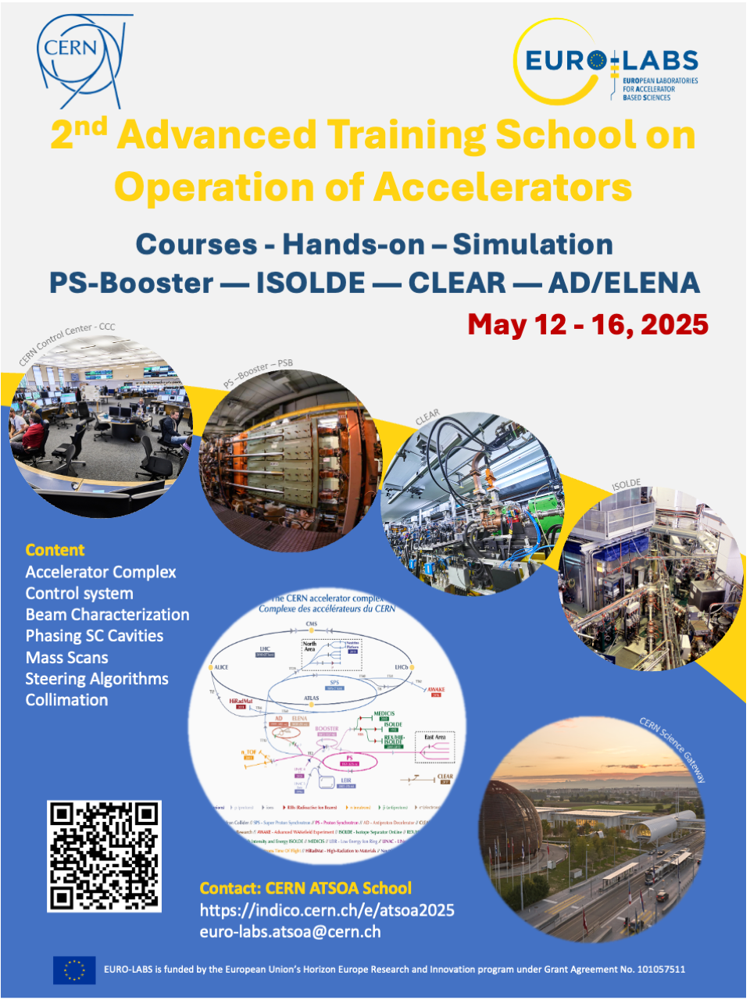 CERN
EURO-LABS
EUROPEAN LABORATORIES
FOR ACCELERATOR
BASED SCIENCES
2nd Advanced Training School on
Operation of Accelerators
Courses - Hands-on – Simulation
PS-Booster — ISOLDE — CLEAR — AD/ELENA
May 12 - 16, 2025
CERN Control Center - CCC
PS –Booster – PSB
CLEAR
ISOLDE
Content
Accelerator Complex
Control system
Beam Characterization
Phasing SC Cavities
Mass Scans
Steering Algorithms
Collimation
The CERN accelerator complex
Complexe des accélérateurs du CERN
CMS
LHC
North
Area
ALICE
LHCb
SPS
AWAKE
ATLAS
HiRadMat
AD
ELENA
MEDICIS
ISOLDE
BOOSTER
REX/HIE-
ISOLDE
East Area
n_TOF
PS
LEIR
CLEAR
CERN Science Gateway
Contact: CERN ATSOA School
https://indico.cern.ch/e/atsoa2025
euro-labs.atsoa@cern.ch
EURO-LABS is funded by the European Union's Horizon Europe Research and Innovation program under Grant Agreement No. 101057511